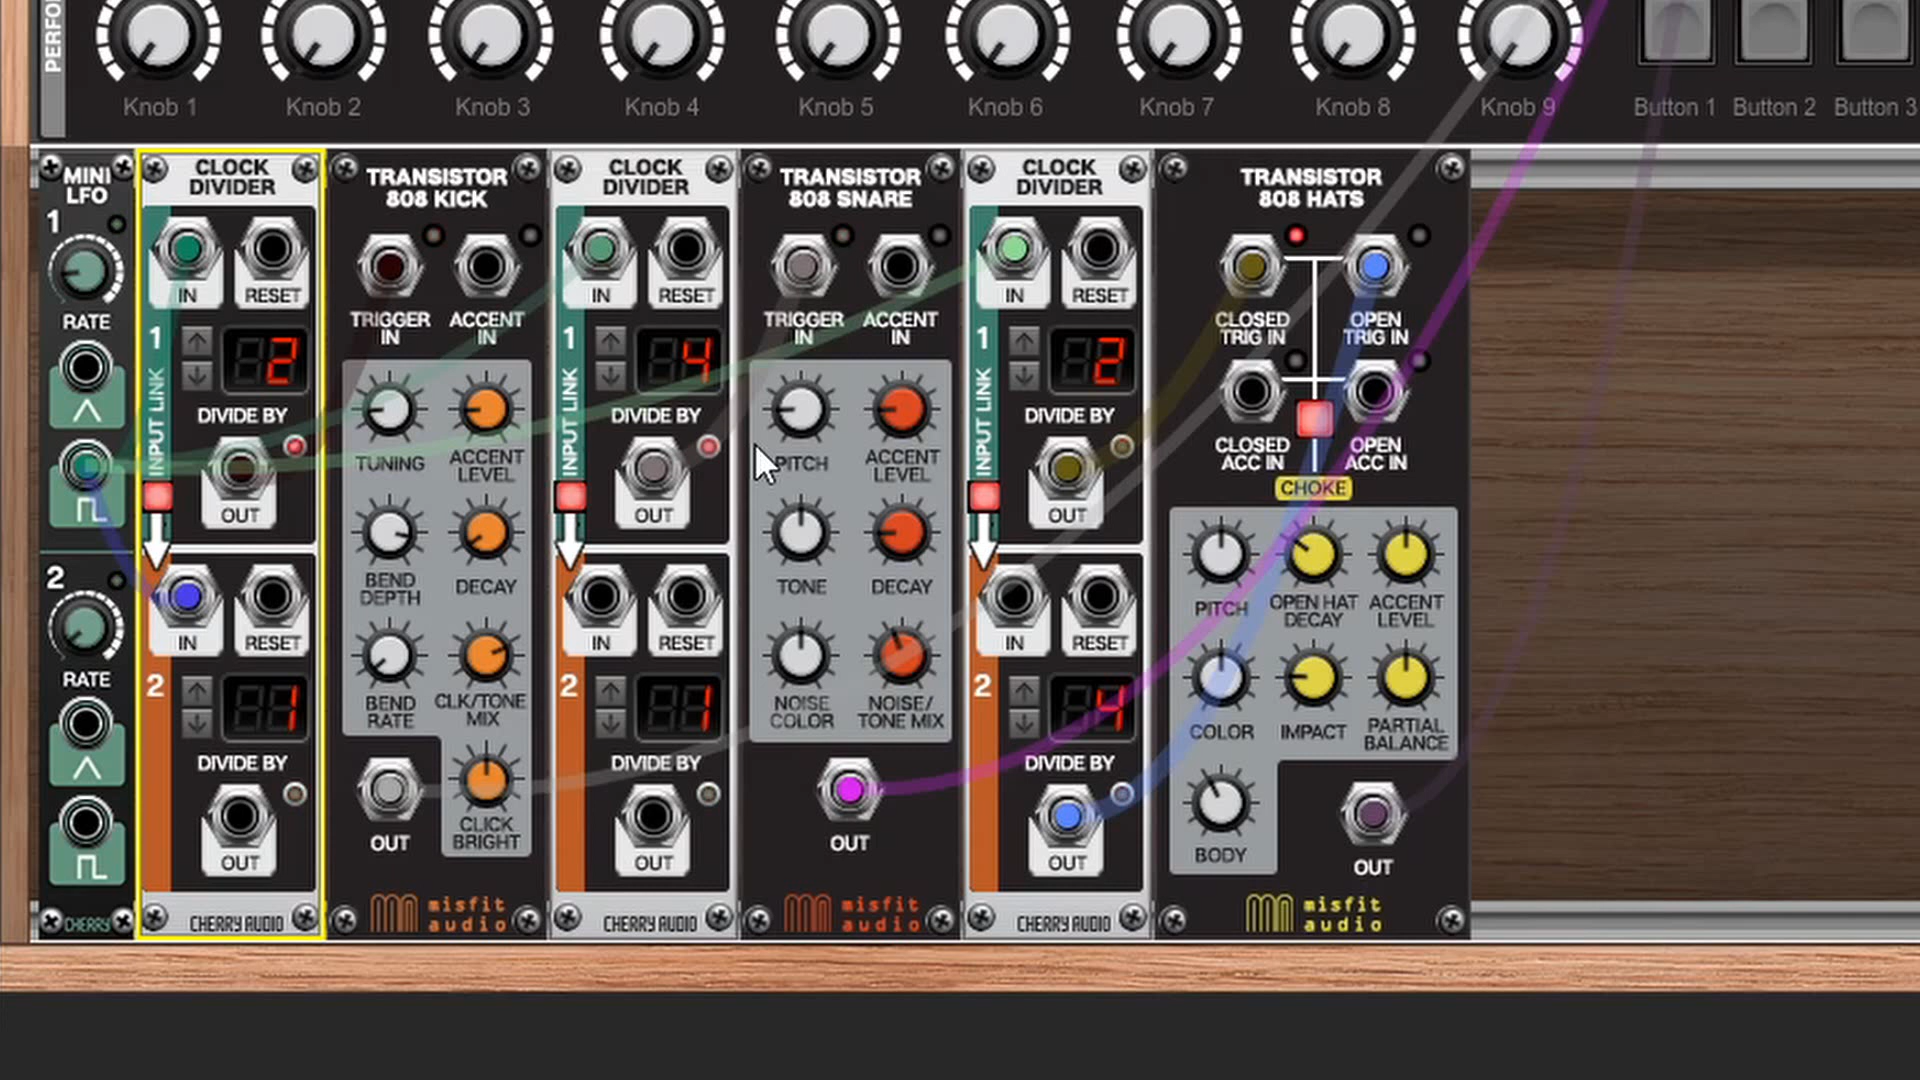 PERFO
Knob 1 Knob 2 Knob 3 Knob 4 Knob 5 Knob 6 Knob 7 Knob 8 Knob 9 Button 1 Button 2 Button 3
MINI
LFO
1
RATE
2
RATE
CHERRY
CLOCK
DIVIDER
IN RESET
1
2
INPUT LINK
DIVIDE BY
OUT
IN RESET
2
1
DIVIDE BY
OUT
CHERRY AUDIO
TRANSISTOR
808 KICK
TRIGGER
IN
ACCENT
IN
TUNING
ACCENT
LEVEL
BEND
DEPTH
DECAY
BEND
RATE
CLK/TONE
MIX
OUT
CLICK
BRIGHT
misfit
audio
CLOCK
DIVIDER
IN RESET
1
4
INPUT LINK
DIVIDE BY
OUT
IN RESET
2
1
DIVIDE BY
OUT
CHERRY AUDIO
TRANSISTOR
808 SNARE
TRIGGER
IN
ACCENT
IN
PITCH
ACCENT
LEVEL
TONE
DECAY
NOISE
COLOR
NOISE/
TONE MIX
OUT
misfit
audio
CLOCK
DIVIDER
IN RESET
1
2
INPUT LINK
DIVIDE BY
OUT
IN RESET
2
4
DIVIDE BY
OUT
CHERRY AUDIO
TRANSISTOR
808 HATS
CLOSED
TRIG IN
OPEN
TRIG IN
CLOSED
ACC IN
OPEN
ACC IN
CHOKE
PITCH
OPEN HAT
DECAY
ACCENT
LEVEL
COLOR
IMPACT
PARTIAL
BALANCE
BODY
OUT
misfit
audio